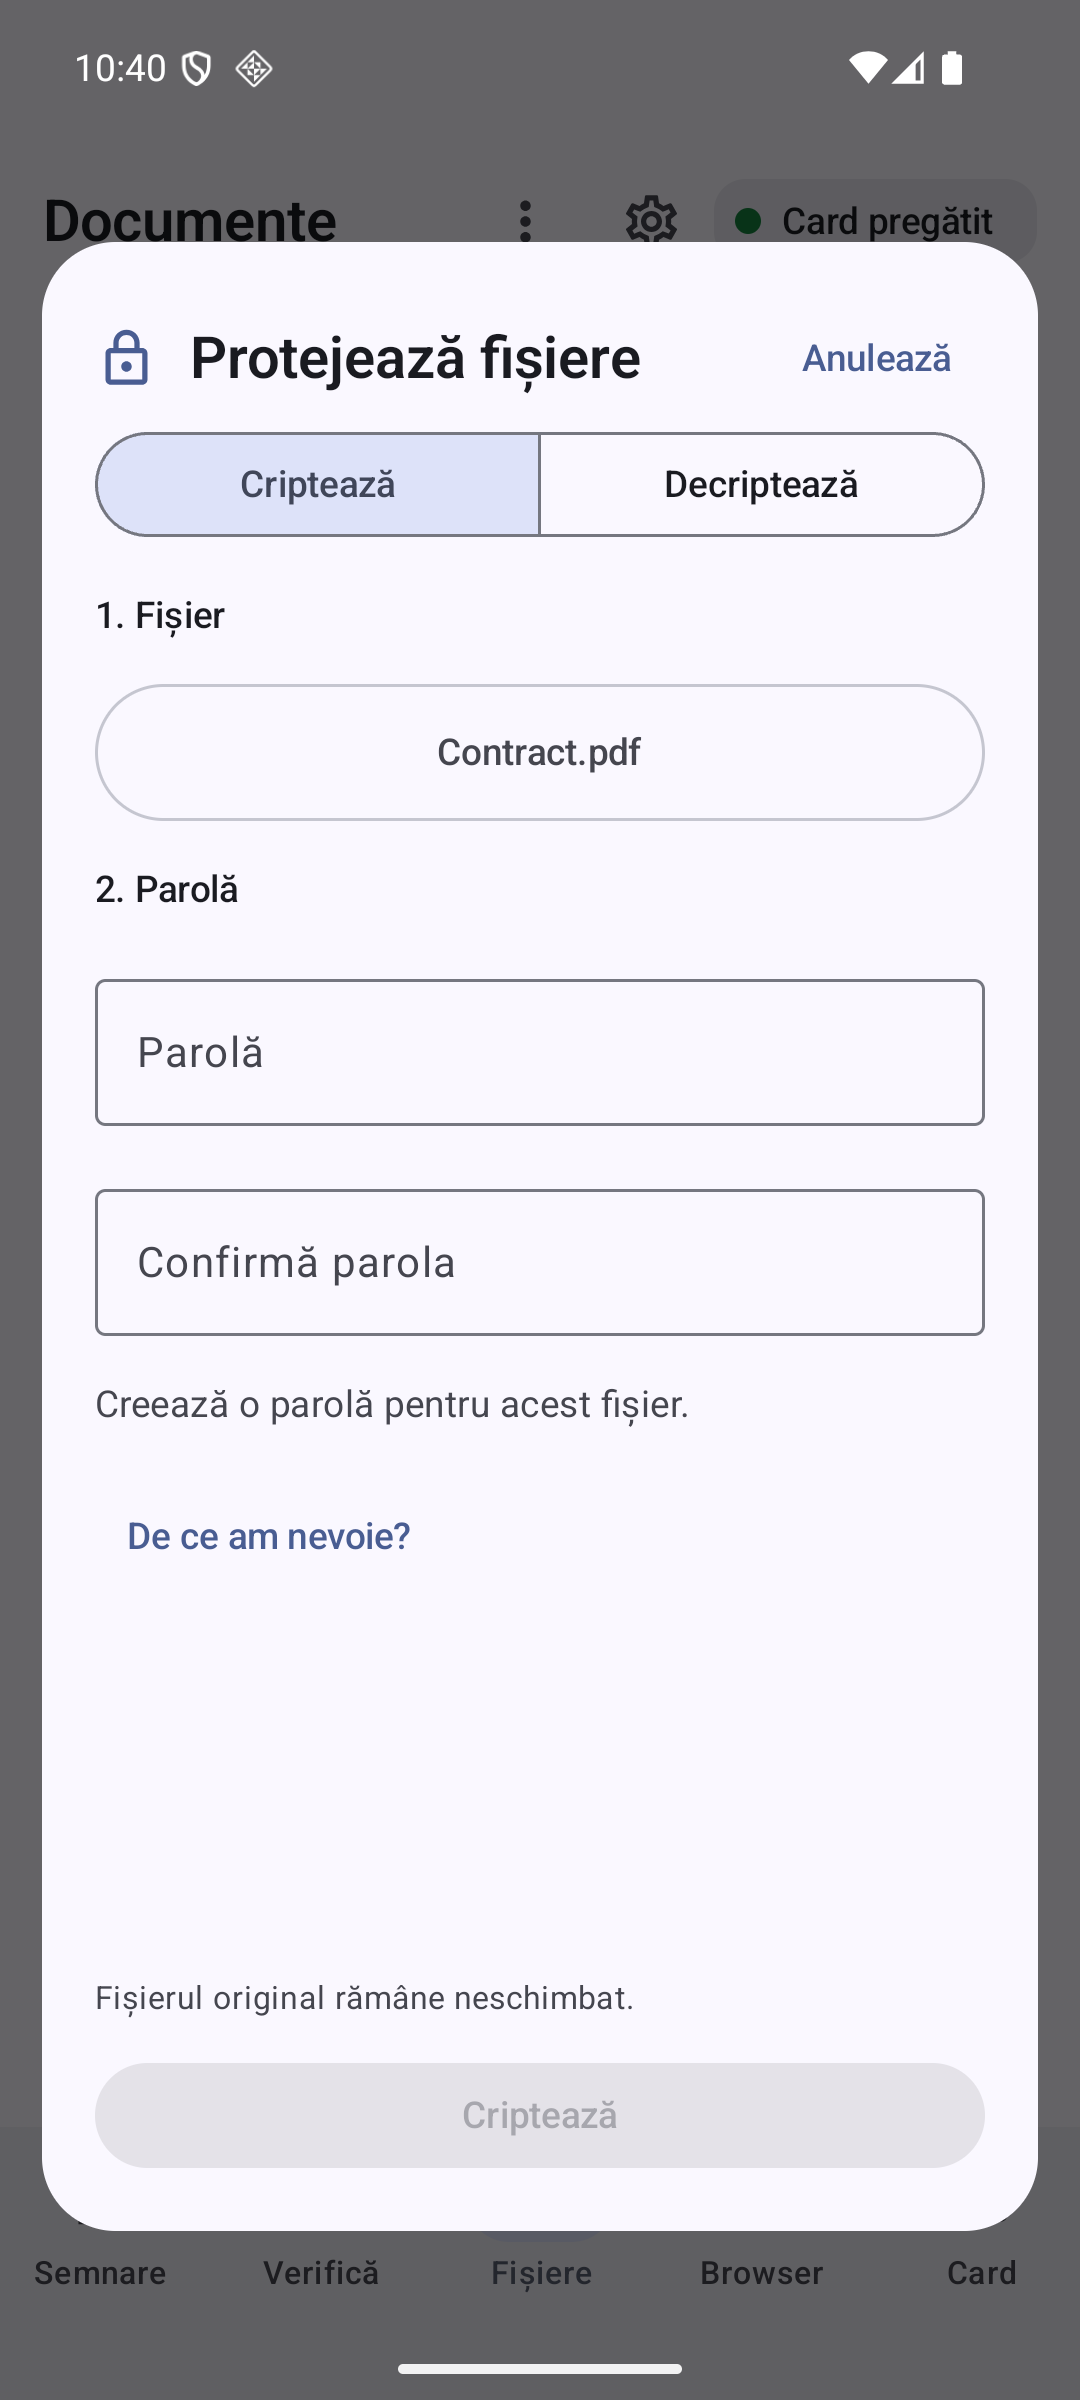 10:40
Documente
Card pregătit
Protejează fișiere
Anulează
Criptează
Decriptează
1. Fișier
Contract.pdf
2. Parolă
Parolă
Confirmă parola
Creează o parolă pentru acest fișier.
De ce am nevoie?
Fișierul original rămâne neschimbat.
Criptează
Semnare
Verifică
Fișiere
Browser
Card